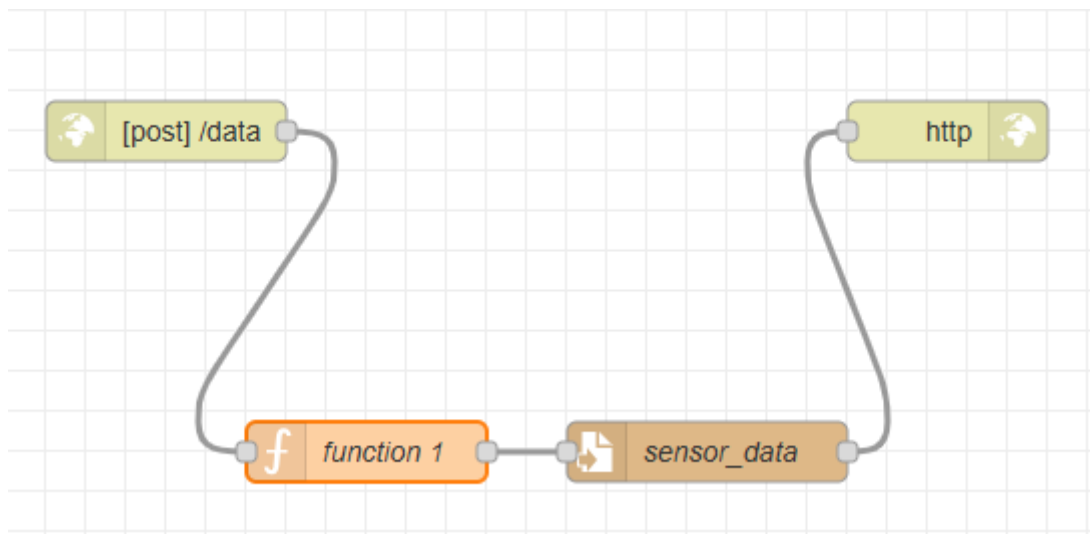 [post] /data
http
function 1
sensor_data